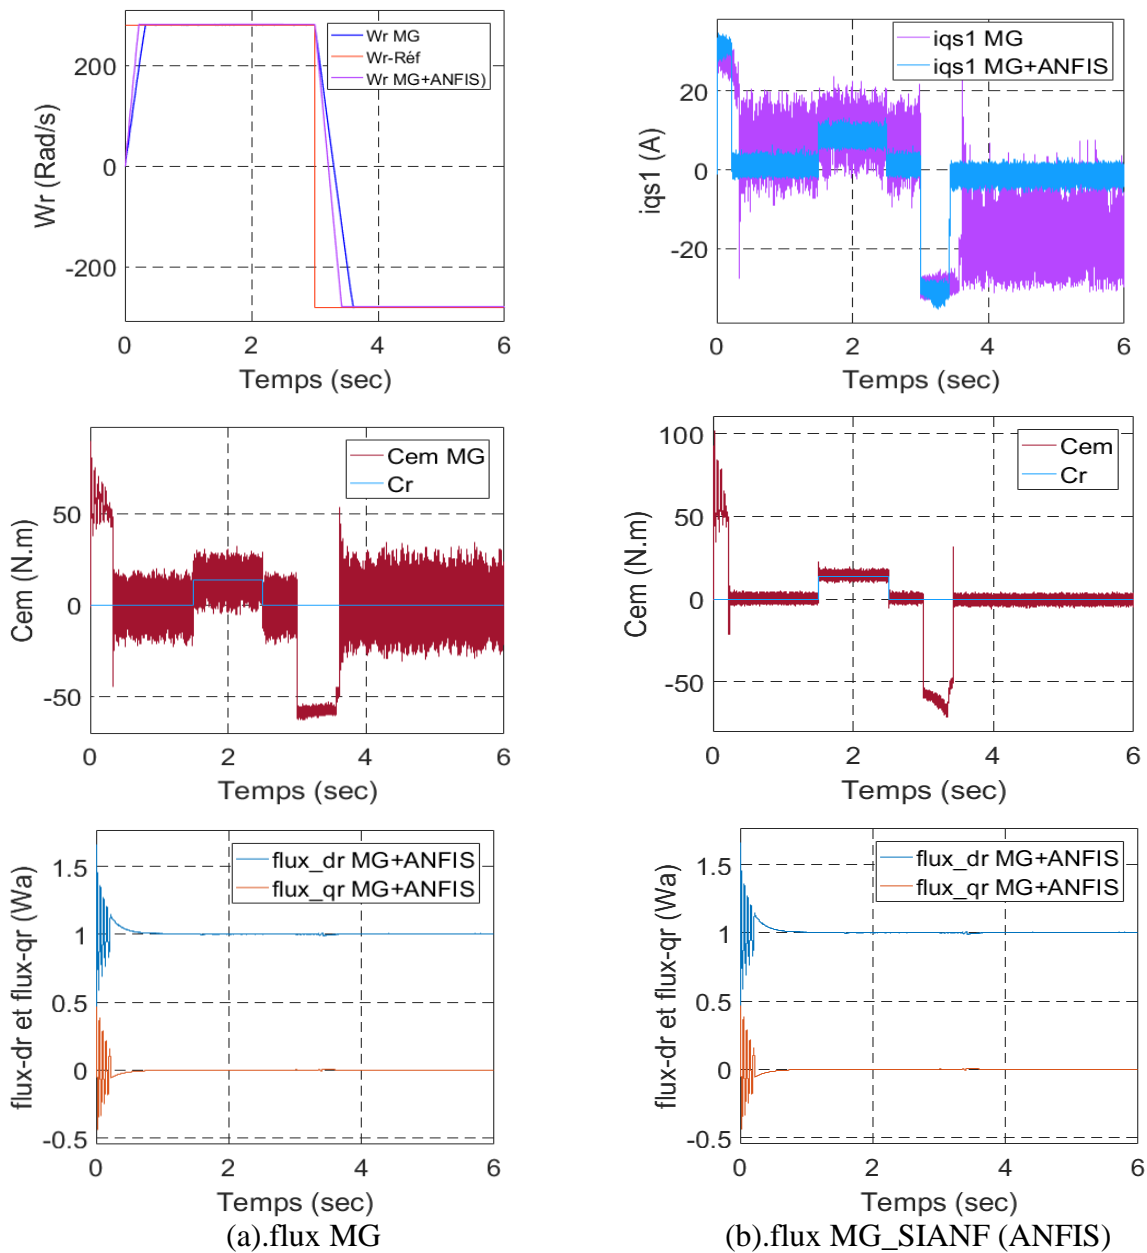 Wr (Rad/s)
200
0
-200
Wr MG
Wr-Réf
Wr MG+ANFIS)
0 2 4 6
Temps (sec)
iqs1 (A)
20
0
-20
iqs1 MG
iqs1 MG+ANFIS
0 2 4 6
Temps (sec)
Cem (N.m)
50
0
-50
Cem MG
Cr
0 2 4 6
Temps (sec)
Cem (N.m)
100
50
0
-50
Cem
Cr
0 2 4 6
Temps (sec)
flux-dr et flux-qr (Wa)
1.5
1
0.5
0
-0.5
flux_dr MG+ANFIS
flux_qr MG+ANFIS
0 2 4 6
Temps (sec)
(a).flux MG
flux-dr et flux-qr (Wa)
1.5
1
0.5
0
-0.5
flux_dr MG+ANFIS
flux_qr MG+ANFIS
0 2 4 6
Temps (sec)
(b).flux MG_SIANF (ANFIS)